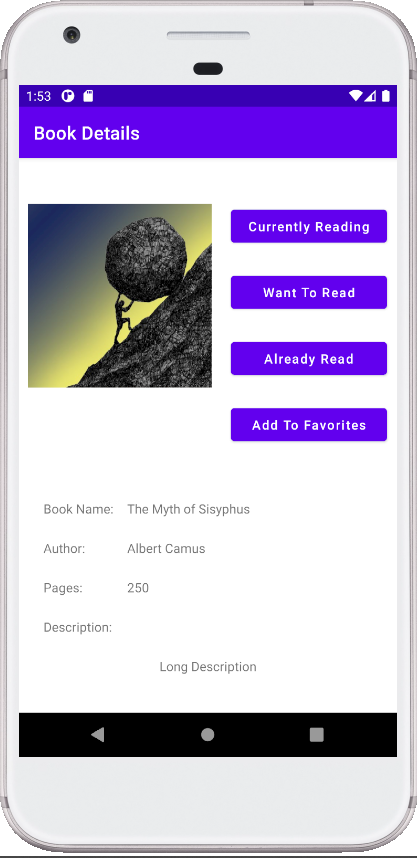 1:53
Book Details
Currently Reading
Want To Read
Already Read
Add To Favorites
Book Name: The Myth of Sisyphus
Author: Albert Camus
Pages: 250
Description:
Long Description